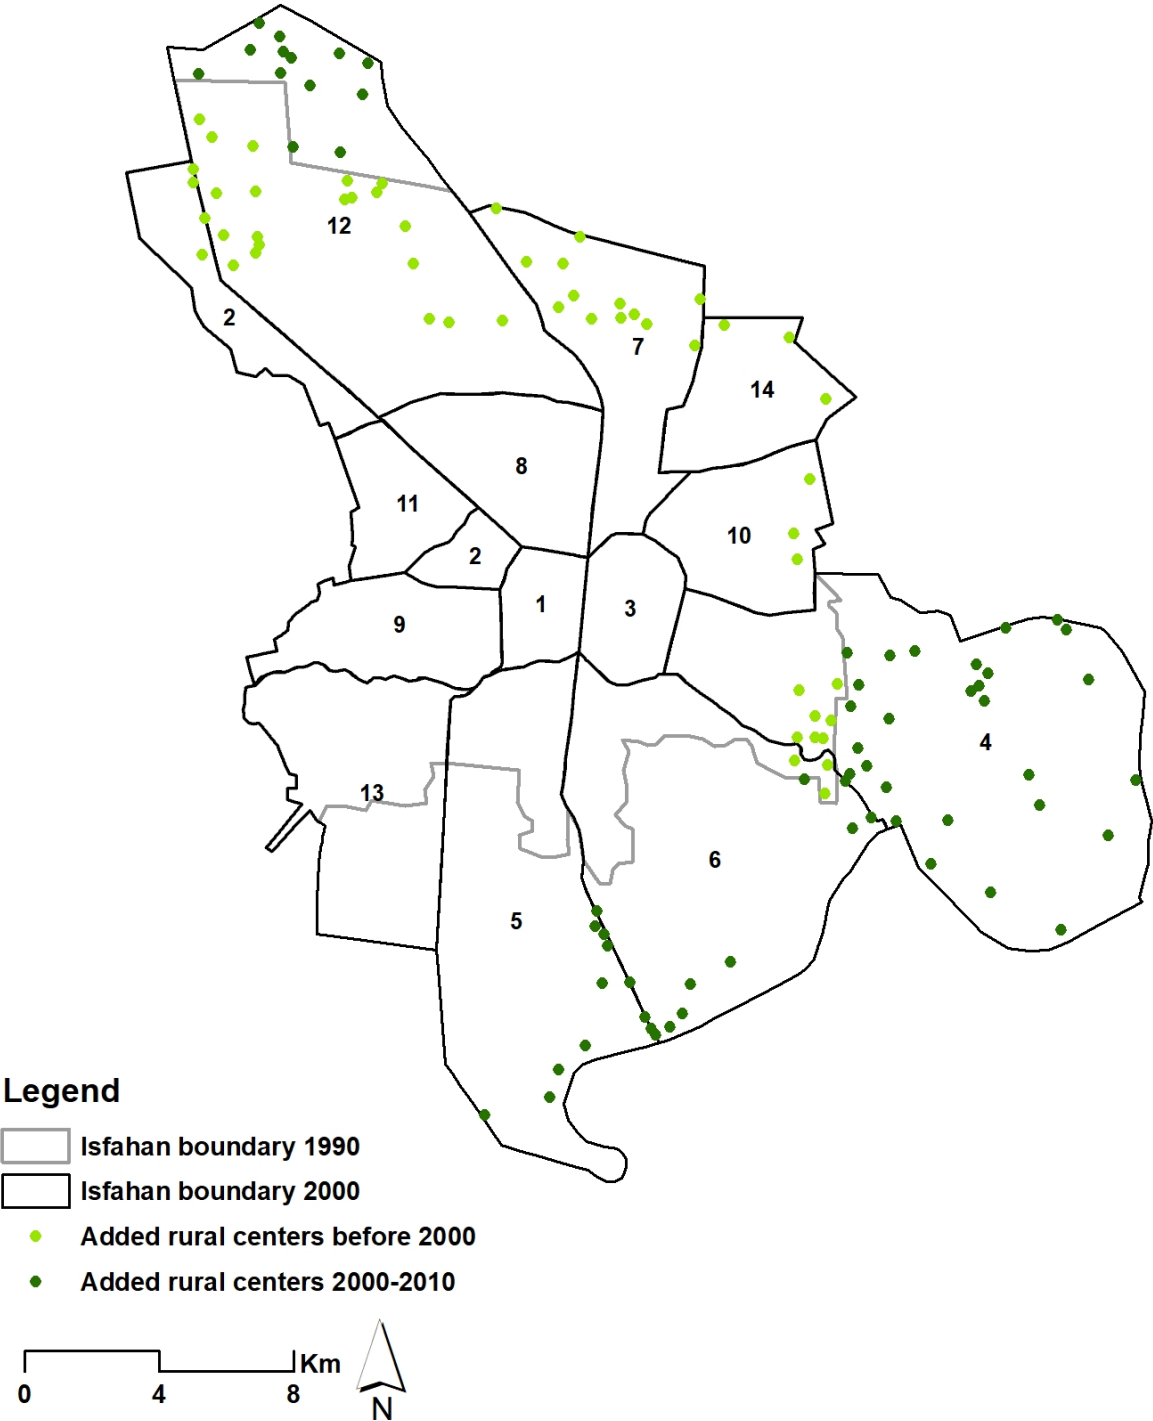 12
2
7
14
8
11
10
2
1
3
9
4
13
6
5
Legend
Isfahan boundary 1990
Isfahan boundary 2000
Added rural centers before 2000
Added rural centers 2000-2010
Km
0 4 8
N